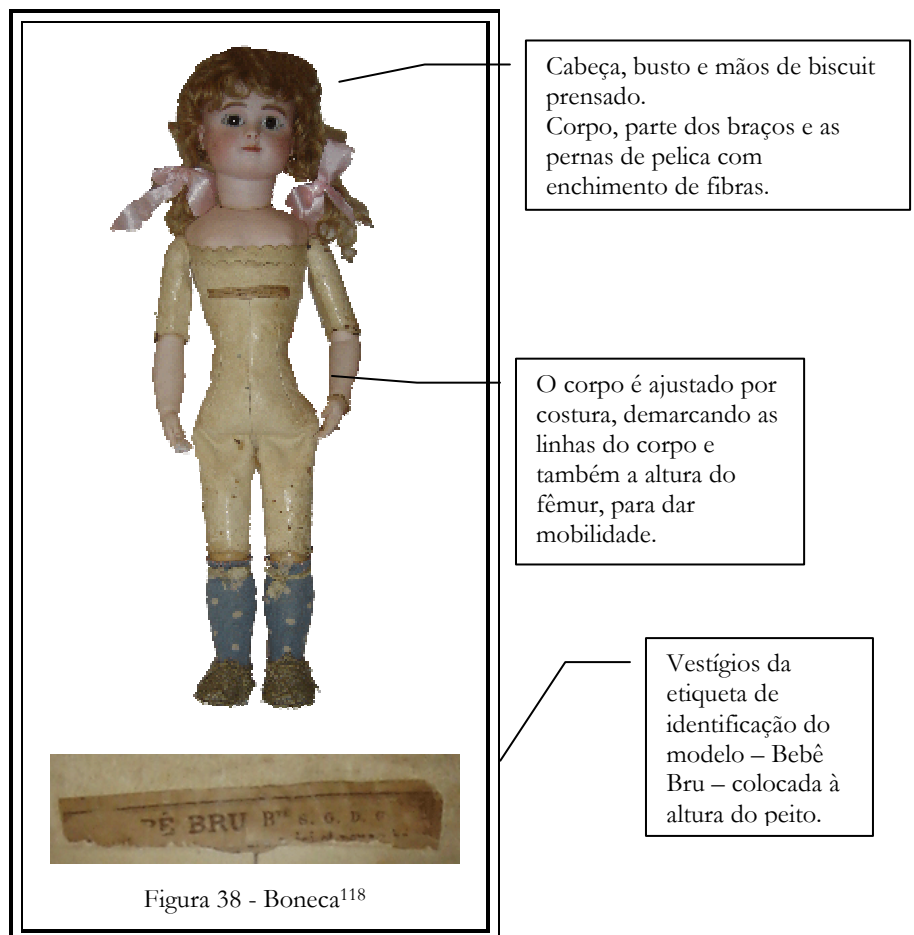 Cabeça, busto e mãos de biscuit
prensado.
Corpo, parte dos braços e as
pernas de pelica com
enchimento de fibras.
O corpo é ajustado por
costura, demarcando as
linhas do corpo e
também a altura do
fêmur, para dar
mobilidade.
Vestígios da
etiqueta de
identificação do
modelo – Bebê
Bru – colocada à
altura do peito.
BÉ BRU Bte S. G. D. G
Figura 38 - Boneca118